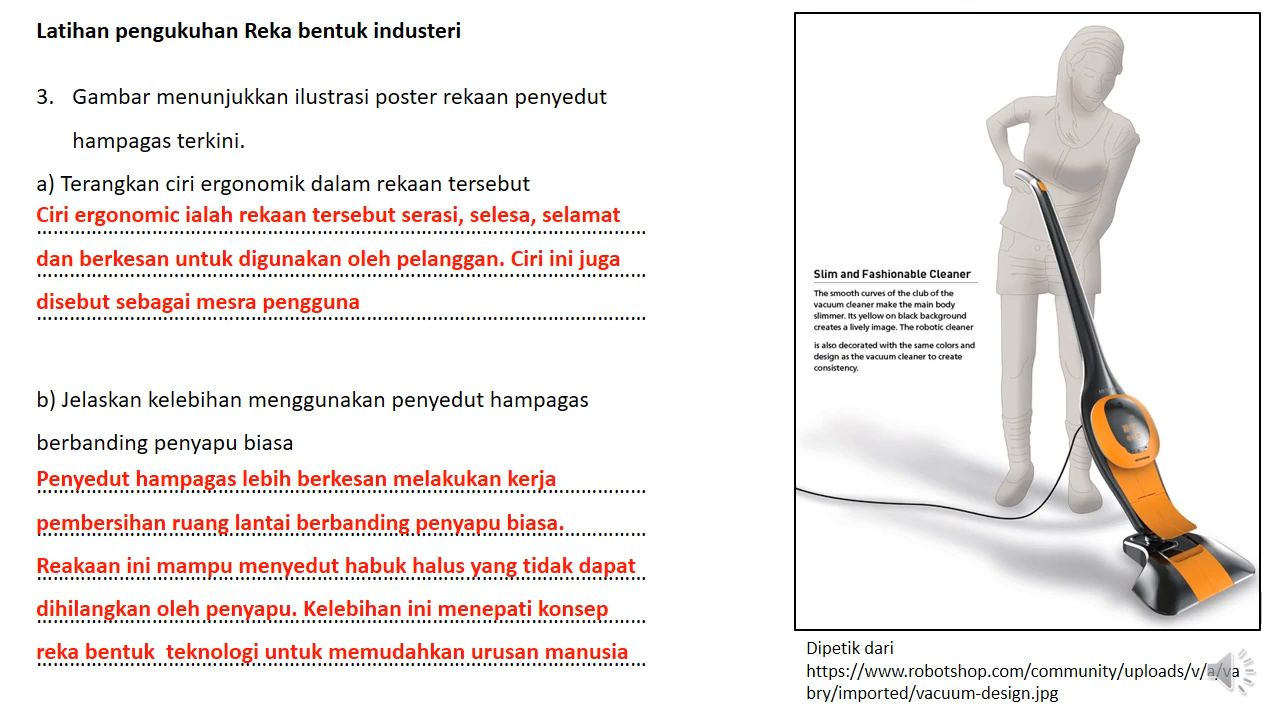 Latihan pengukuhan Reka bentuk industeri
3. Gambar menunjukkan ilustrasi poster rekaan penyedut
hampagas terkini.
a) Terangkan ciri ergonomik dalam rekaan tersebut
Ciri ergonomic ialah rekaan tersebut serasi, selesa, selamat
dan berkesan untuk digunakan oleh pelanggan. Ciri ini juga
disebut sebagai mesra pengguna
b) Jelaskan kelebihan menggunakan penyedut hampagas
berbanding penyapu biasa
Penyedut hampagas lebih berkesan melakukan kerja
pembersihan ruang lantai berbanding penyapu biasa.
Reakaan ini mampu menyedut habuk halus yang tidak dapat
dihilangkan oleh penyapu. Kelebihan ini menepati konsep
reka bentuk  teknologi untuk memudahkan urusan manusia
Slim and Fashionable Cleaner
The smooth curves of the club of the
vacuum cleaner make the main body
slimmer. Its yellow on black background
creates a lively image. The robotic cleaner
is also decorated with the same colors and
design as the vacuum cleaner to create
consistency.
Dipetik dari
https://www.robotshop.com/community/uploads/v/a/va
bry/imported/vacuum-design.jpg